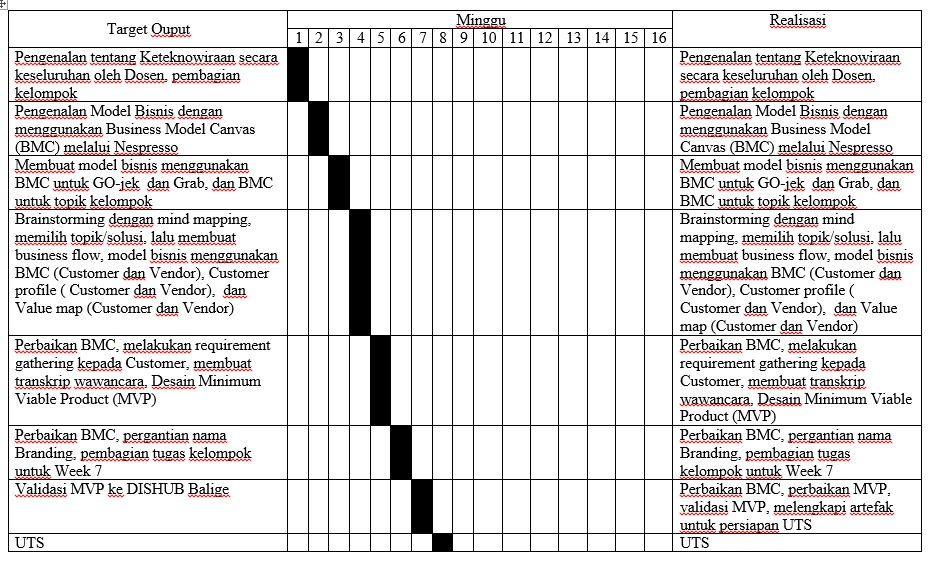 Target Ouput
Minggu
Realisasi
1 2 3 4 5 6 7 8 9 10 11 12 13 14 15 16
Pengenalan tentang Keteknowiraan secara
keseluruhan oleh Dosen, pembagian
kelompok
Pengenalan tentang Keteknowiraan
secara keseluruhan oleh Dosen,
pembagian kelompok
Pengenalan Model Bisnis dengan
menggunakan Business Model Canvas
(BMC) melalui Nespresso
Pengenalan Model Bisnis dengan
menggunakan Business Model
Canvas (BMC) melalui Nespresso
Membuat model bisnis menggunakan
BMC untuk GO-jek dan Grab, dan BMC
untuk topik kelompok
Membuat model bisnis menggunakan
BMC untuk GO-jek dan Grab, dan
BMC untuk topik kelompok
Brainstorming dengan mind mapping,
memilih topik/solusi, lalu membuat
business flow, model bisnis menggunakan
BMC (Customer dan Vendor), Customer
profile ( Customer dan Vendor), dan
Value map (Customer dan Vendor)
Brainstorming dengan mind
mapping, memilih topik/solusi, lalu
membuat business flow, model bisnis
menggunakan BMC (Customer dan
Vendor), Customer profile (
Customer dan Vendor), dan Value
map (Customer dan Vendor)
Perbaikan BMC, melakukan requirement
gathering kepada Customer, membuat
transkrip wawancara, Desain Minimum
Viable Product (MVP)
Perbaikan BMC, melakukan
requirement gathering kepada
Customer, membuat transkrip
wawancara, Desain Minimum Viable
Product (MVP)
Perbaikan BMC, pergantian nama
Branding, pembagian tugas kelompok
untuk Week 7
Perbaikan BMC, pergantian nama
Branding, pembagian tugas
kelompok untuk Week 7
Validasi MVP ke DISHUB Balige
Perbaikan BMC, perbaikan MVP,
validasi MVP, melengkapi artefak
untuk persiapan UTS
UTS
UTS